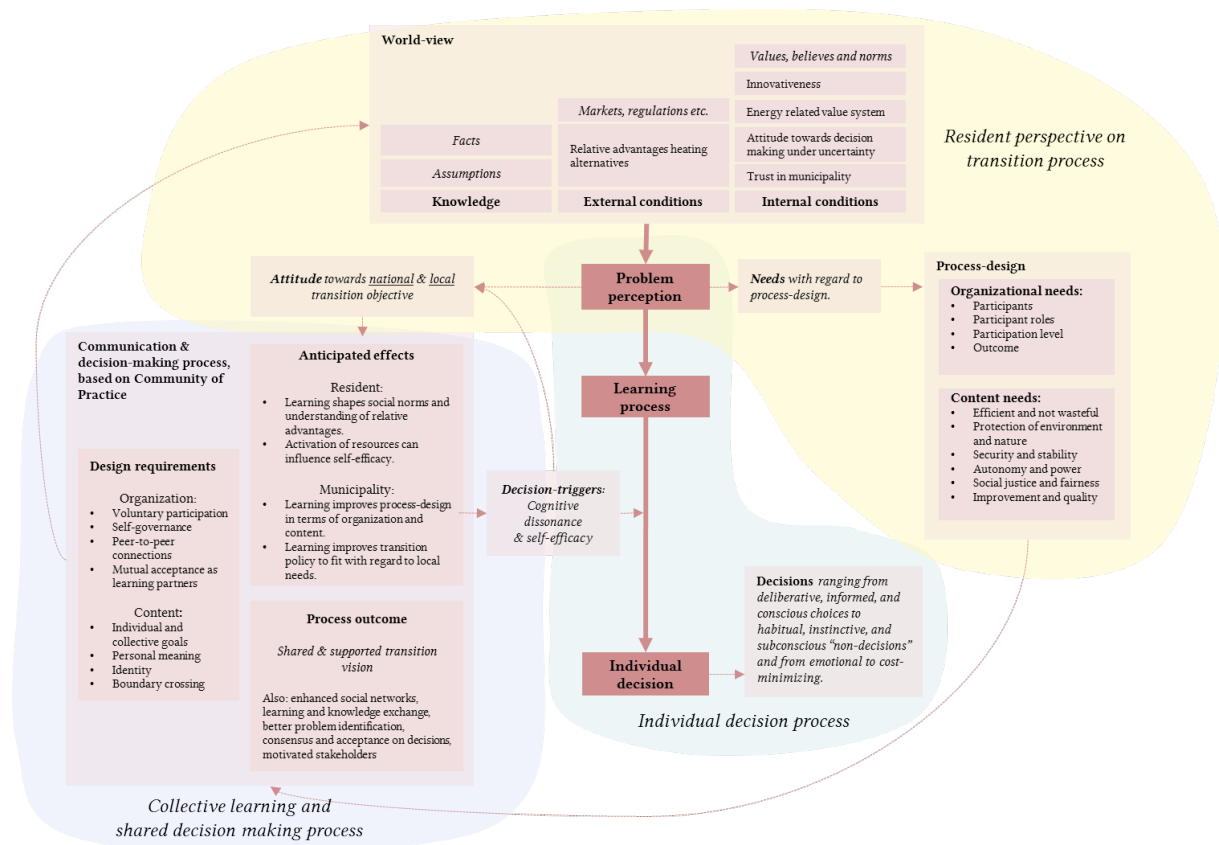 World-view
Values, believes and norms
Innovativeness
Markets, regulations etc.
Energy related value system
Facts
Relative advantages heating
alternatives
Attitude towards decision
making under uncertainty
Assumptions
Trust in municipality
Knowledge
External conditions
Internal conditions
Resident perspective on
transition process
Attitude towards national & local
transition objective
Problem
perception
Needs with regard
to process-design.
Process-design
Organizational needs:
• Participants
• Participant roles
• Participation level
• Outcome
Content needs:
• Efficient and not wasteful
• Protection of environment
and nature
• Security and stability
• Autonomy and power
• Social justice and fairness
• Improvement and quality
Communication &
decision-making process,
based on Community of
Practice
Anticipated effects
Resident:
• Learning shapes social norms and
understanding of relative
advantages.
• Activation of resources can
influence self-efficacy.
Municipality:
• Learning improves process-design
in terms of organization and
content.
• Learning improves transition
policy to fit with regard to local
needs.
Learning
process
Design requirements
Organization:
• Voluntary participation
• Self-governance
• Peer-to-peer
connections
• Mutual acceptance as
learning partners
Content:
• Individual and
collective goals
• Personal meaning
• Identity
• Boundary crossing
Decision-triggers:
Cognitive
dissonance
& self-efficacy
Process outcome
Shared & supported transition
vision
Also: enhanced social networks,
learning and knowledge exchange,
better problem identification,
consensus and acceptance on decisions,
motivated stakeholders
Individual
decision
Decisions ranging from
deliberative, informed, and
conscious choices to
habitual, instinctive, and
subconscious “non-decisions”
and from emotional to cost-
minimizing.
Individual decision process
Collective learning and
shared decision making process